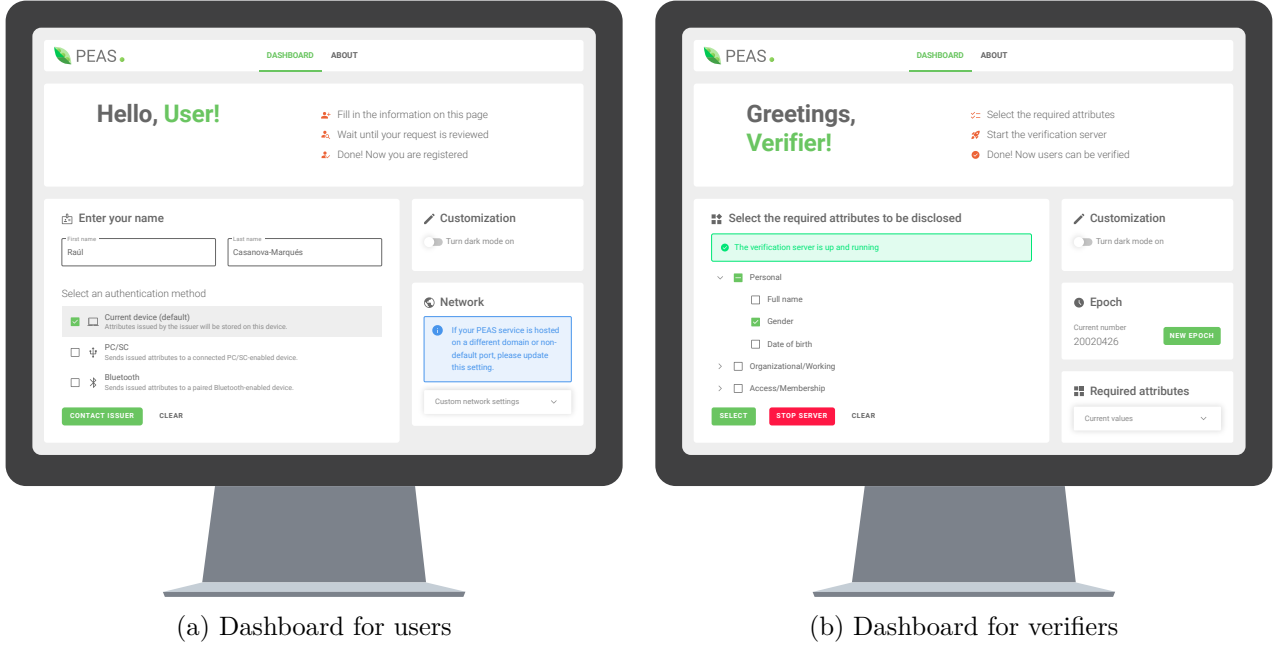 PEAS
DASHBOARD ABOUT
Hello, User!
Fill in the information on this page
Wait until your request is reviewed
Done! Now you are registered
Enter your name
First name
Raúl
Last name
Casanova-Marqués
Select an authentication method
Current device (default)
Attributes issued by the issuer will be stored on this device.
PC/SC
Sends issued attributes to a connected PC/SC-enabled device.
Bluetooth
Sends issued attributes to a paired Bluetooth-enabled device.
CONTACT ISSUER CLEAR
Customization
Turn dark mode on
Network
If your PEAS service is hosted
on a different domain or non-
default port, please update
this setting.
Custom network settings
(a) Dashboard for users
PEAS
DASHBOARD ABOUT
Greetings,
Verifier!
Select the required attributes
Start the verification server
Done! Now users can be verified
Select the required attributes to be disclosed
The verification server is up and running
Personal
Full name
Gender
Date of birth
Organizational/Working
Access/Membership
SELECT STOP SERVER CLEAR
Customization
Turn dark mode on
Epoch
Current number
20020426
NEW EPOCH
Required attributes
Current values
(b) Dashboard for verifiers